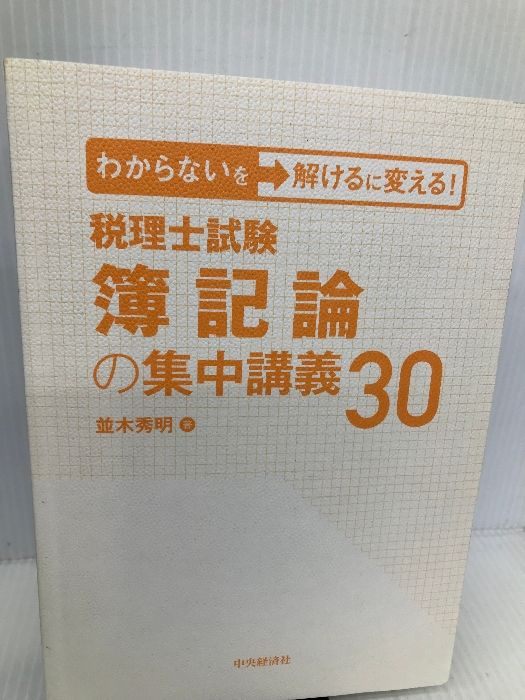 わからないを→解けるに変える!
税理士試験
簿記論
の集中講義30
並木秀明 著
中央経済社